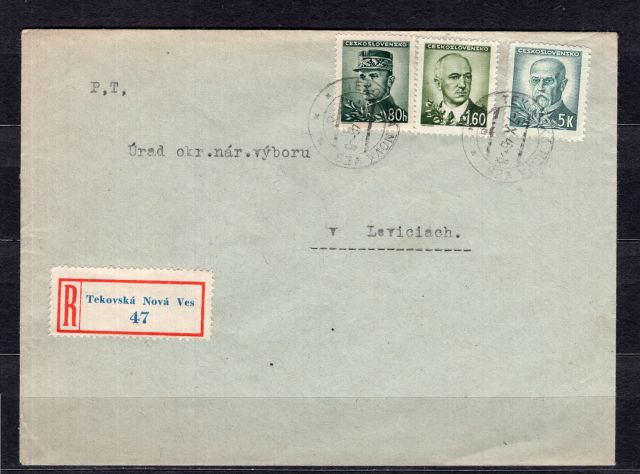 ČESKOSLOVENSKO
80h
ČESKOSLOVENSKO
1.60
ČESKOSLOVENSKO
5K
P,T,
Úrad okr.nár.výboru
v Leviciach.
R
Tekovská Nová Ves
47